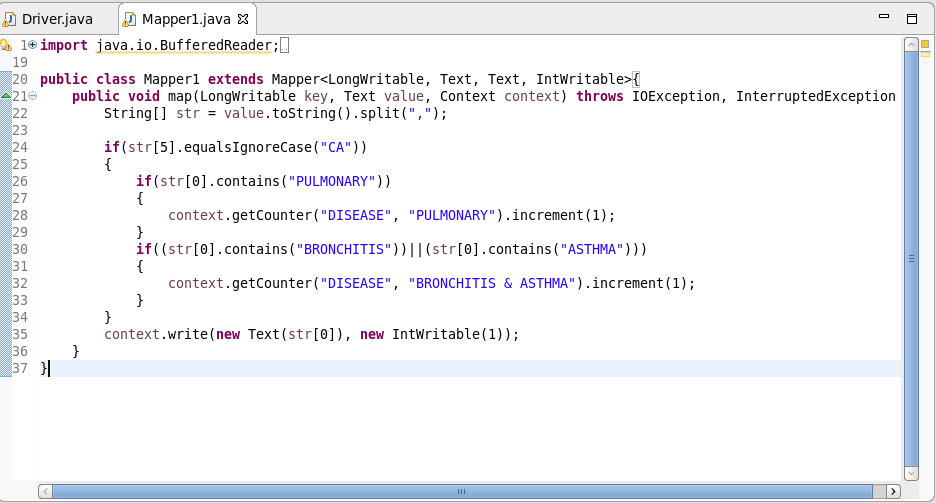 Driver.java Mapper1.java
1 import java.io.BufferedReader;
19
20 public class Mapper1 extends Mapper<LongWritable, Text, Text, IntWritable>{
21 public void map(LongWritable key, Text value, Context context) throws IOException, InterruptedException
22 String[] str = value.toString().split(",");
23
24 if(str[5].equalsIgnoreCase("CA"))
25 {
26 if(str[0].contains("PULMONARY"))
27 {
28 context.getCounter("DISEASE", "PULMONARY").increment(1);
29 }
30 if((str[0].contains("BRONCHITIS"))||(str[0].contains("ASTHMA")))
31 {
32 context.getCounter("DISEASE", "BRONCHITIS & ASTHMA").increment(1);
33 }
34 }
35 context.write(new Text(str[0]), new IntWritable(1));
36 }
37 }